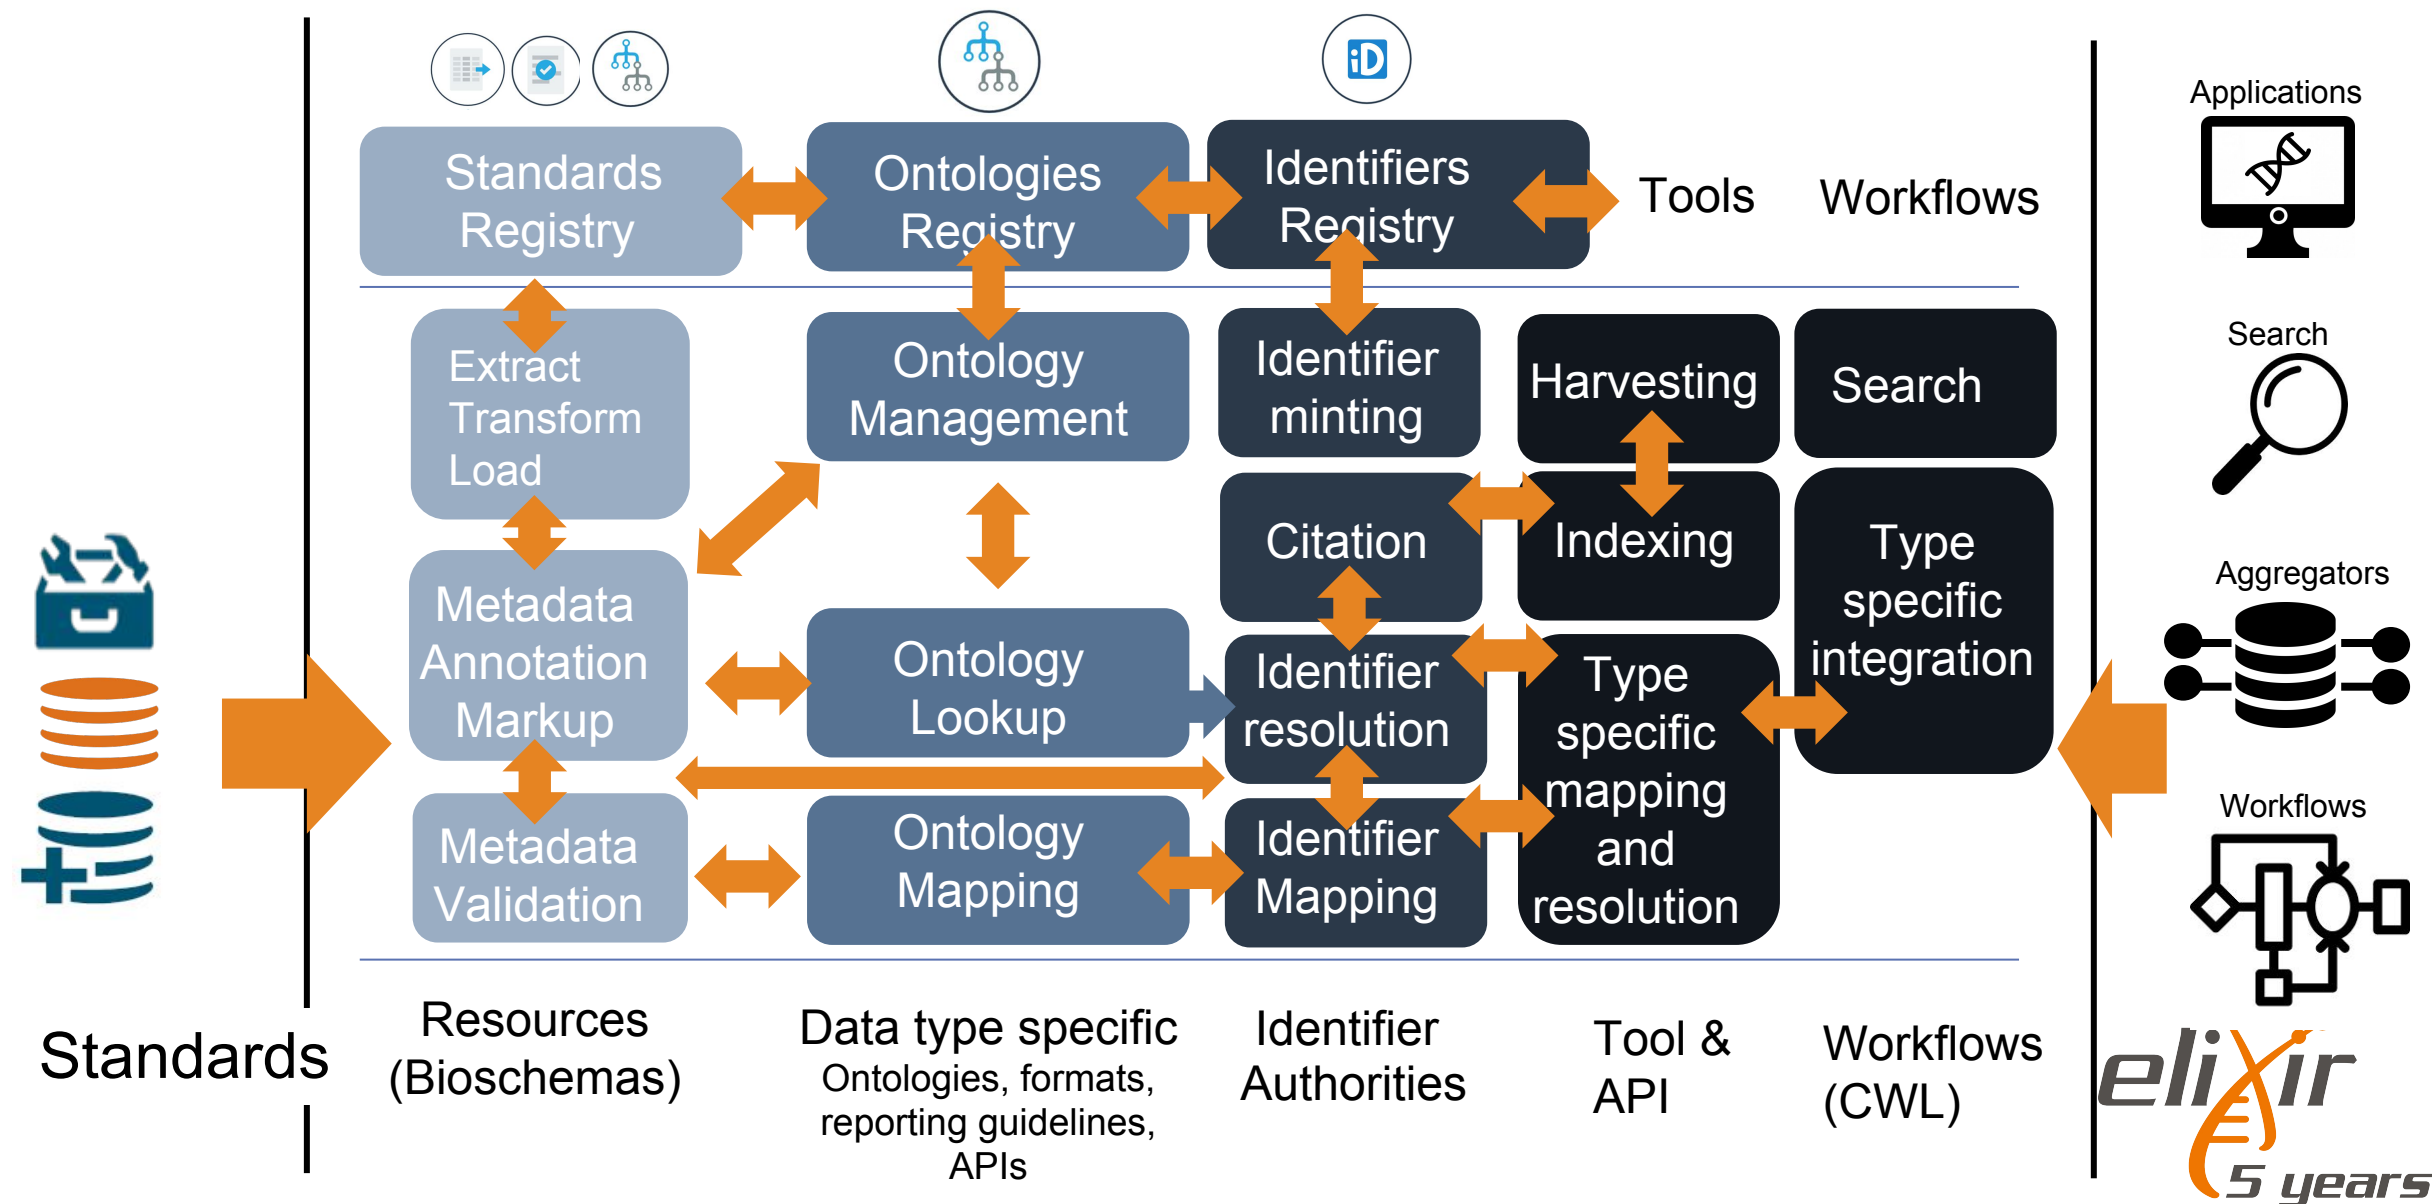 Standards
Registry
Ontologies
Registry
Identifiers
Registry
Tools
Workflows
Extract
Transform
Load
Ontology
Management
Identifier
minting
Harvesting
Search
Metadata
Annotation
Markup
Ontology
Lookup
Citation
Indexing
Type
specific
integration
Identifier
resolution
Type
specific
mapping
and
resolution
Metadata
Validation
Ontology
Mapping
Identifier
Mapping
Standards
Resources
(Bioschemas)
Data type specific
Ontologies, formats,
reporting guidelines,
APIs
Identifier
Authorities
Tool &
API
Workflows
(CWL)
Applications
Search
Aggregators
Workflows
iD
elixir
5 years